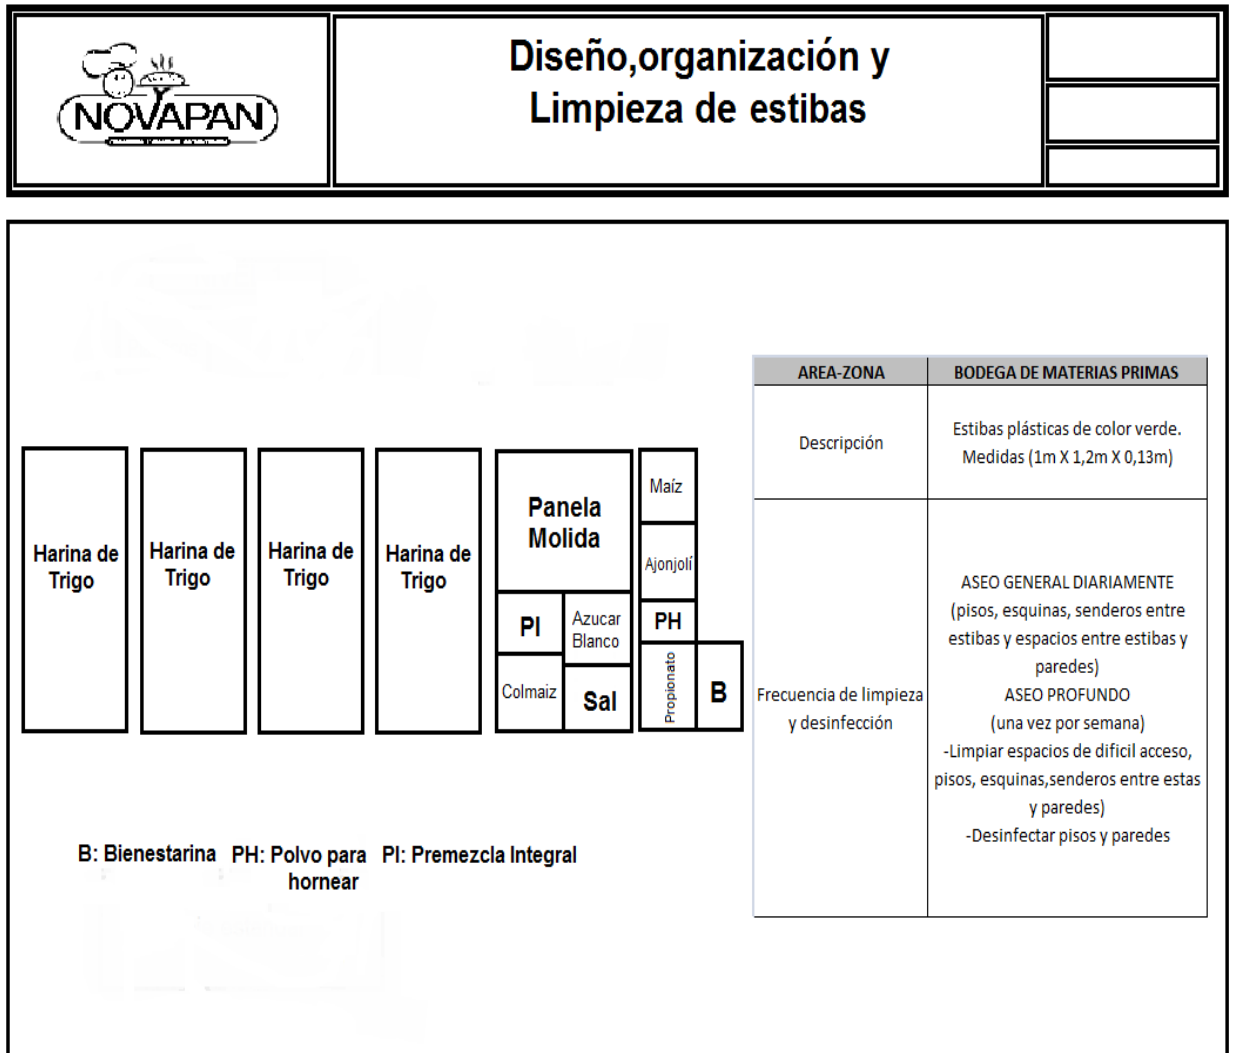 NOVAPAN
Diseño,organización y
Limpieza de estibas
Harina de
Trigo
Harina de
Trigo
Harina de
Trigo
Harina de
Trigo
Panela
Molida
PI
Azucar
Blanco
Colmaiz
Sal
Maíz
Ajonjolí
PH
Propionato
B
AREA-ZONA
BODEGA DE MATERIAS PRIMAS
Descripción
Estibas plásticas de color verde.
Medidas (1m X 1,2m X 0,13m)
Frecuencia de limpieza
y desinfección
ASEO GENERAL DIARIAMENTE
(pisos, esquinas, senderos entre
estibas y espacios entre estibas y
paredes)
ASEO PROFUNDO
(una vez por semana)
-Limpiar espacios de dificil acceso,
pisos, esquinas,senderos entre estas
y paredes)
-Desinfectar pisos y paredes
B: Bienestarina
PH: Polvo para
hornear
PI: Premezcla Integral